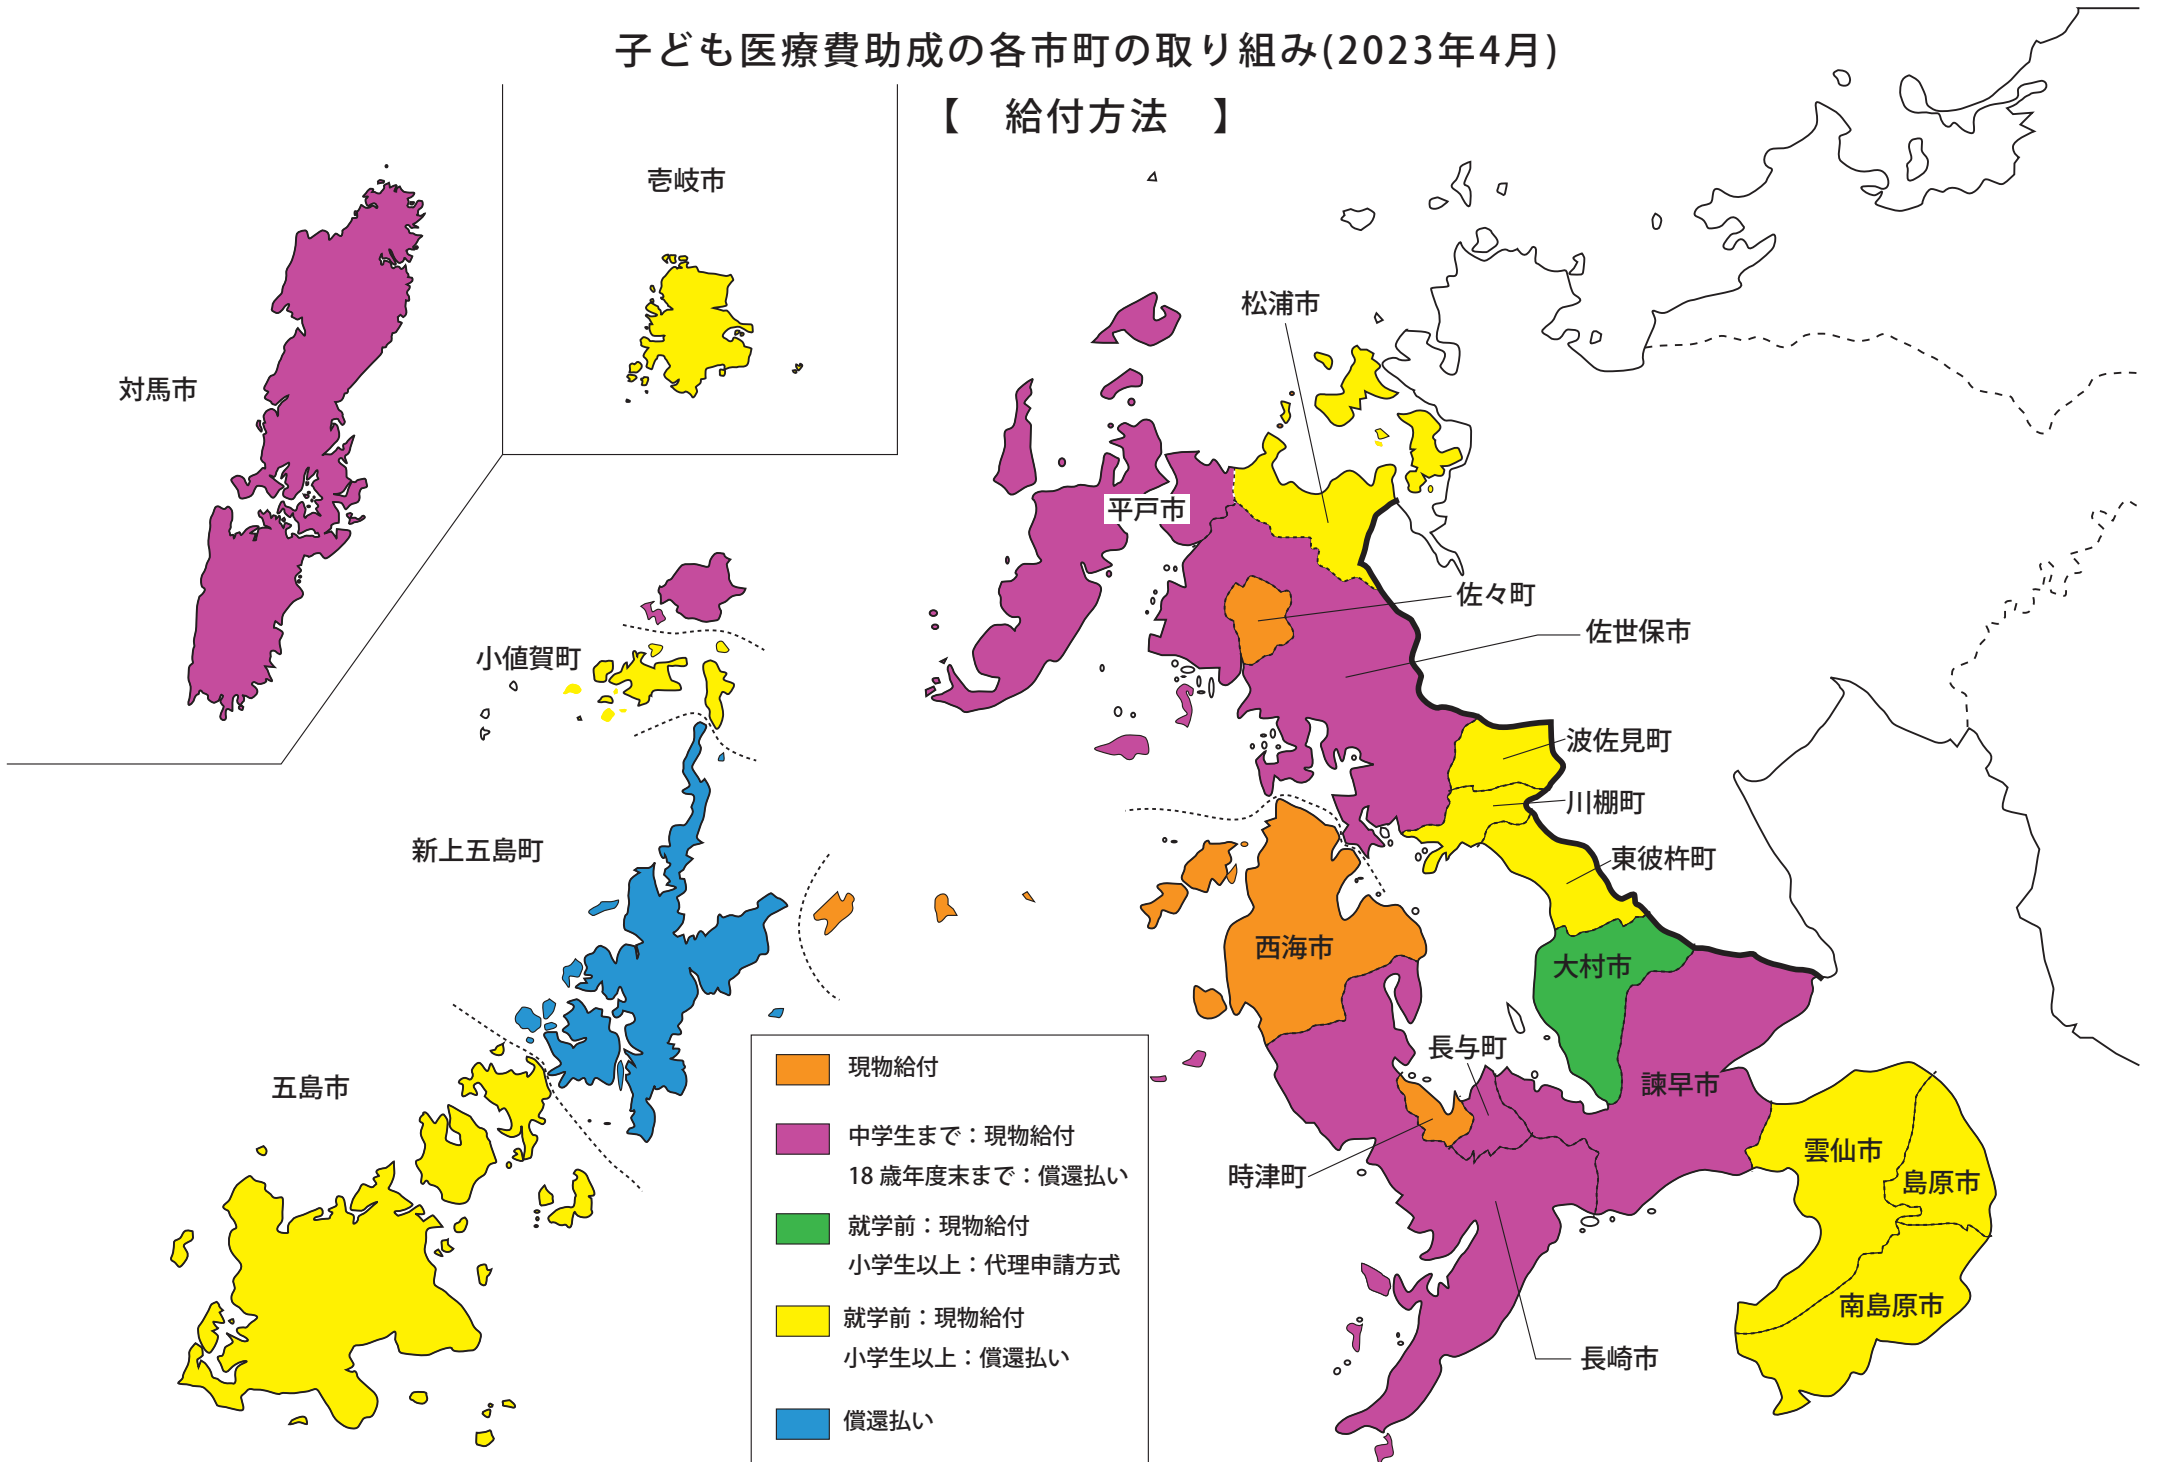 子ども医療費助成の各市町の取り組み(2023年4月)
【　給付方法　】
壱岐市
対馬市
松浦市
平戸市
佐々町
佐世保市
小値賀町
波佐見町
川棚町
新上五島町
東彼杵町
西海市
大村市
長与町
諫早市
五島市
時津町
雲仙市
島原市
南島原市
長崎市
現物給付
中学生まで：現物給付
18歳年度末まで：償還払い
就学前：現物給付
小学生以上：代理申請方式
就学前：現物給付
小学生以上：償還払い
償還払い